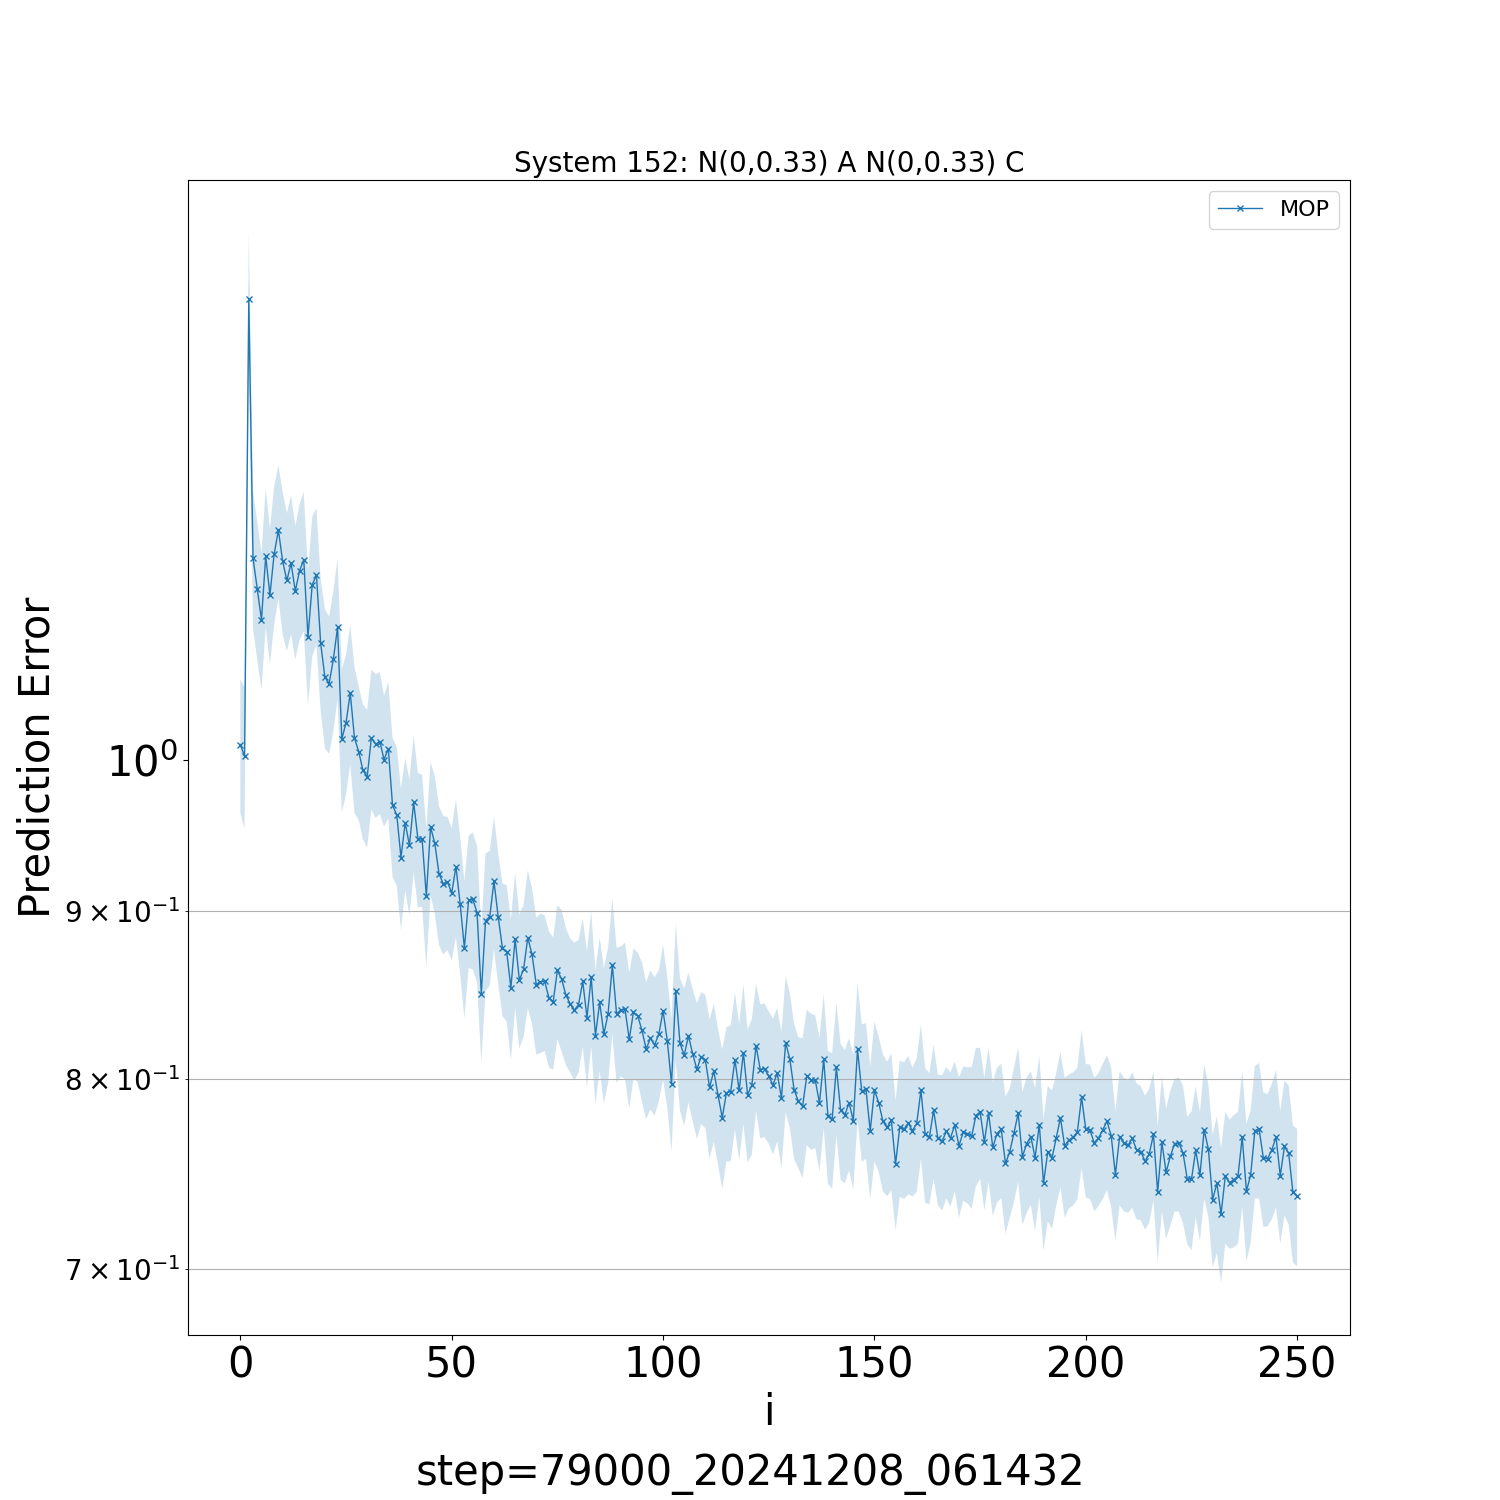 System 152: N(0,0.33) A N(0,0.33) C
MOP
Prediction Error
10⁰
9 × 10⁻¹
8 × 10⁻¹
7 × 10⁻¹
0 50 100 150 200 250
i
step=79000_20241208_061432